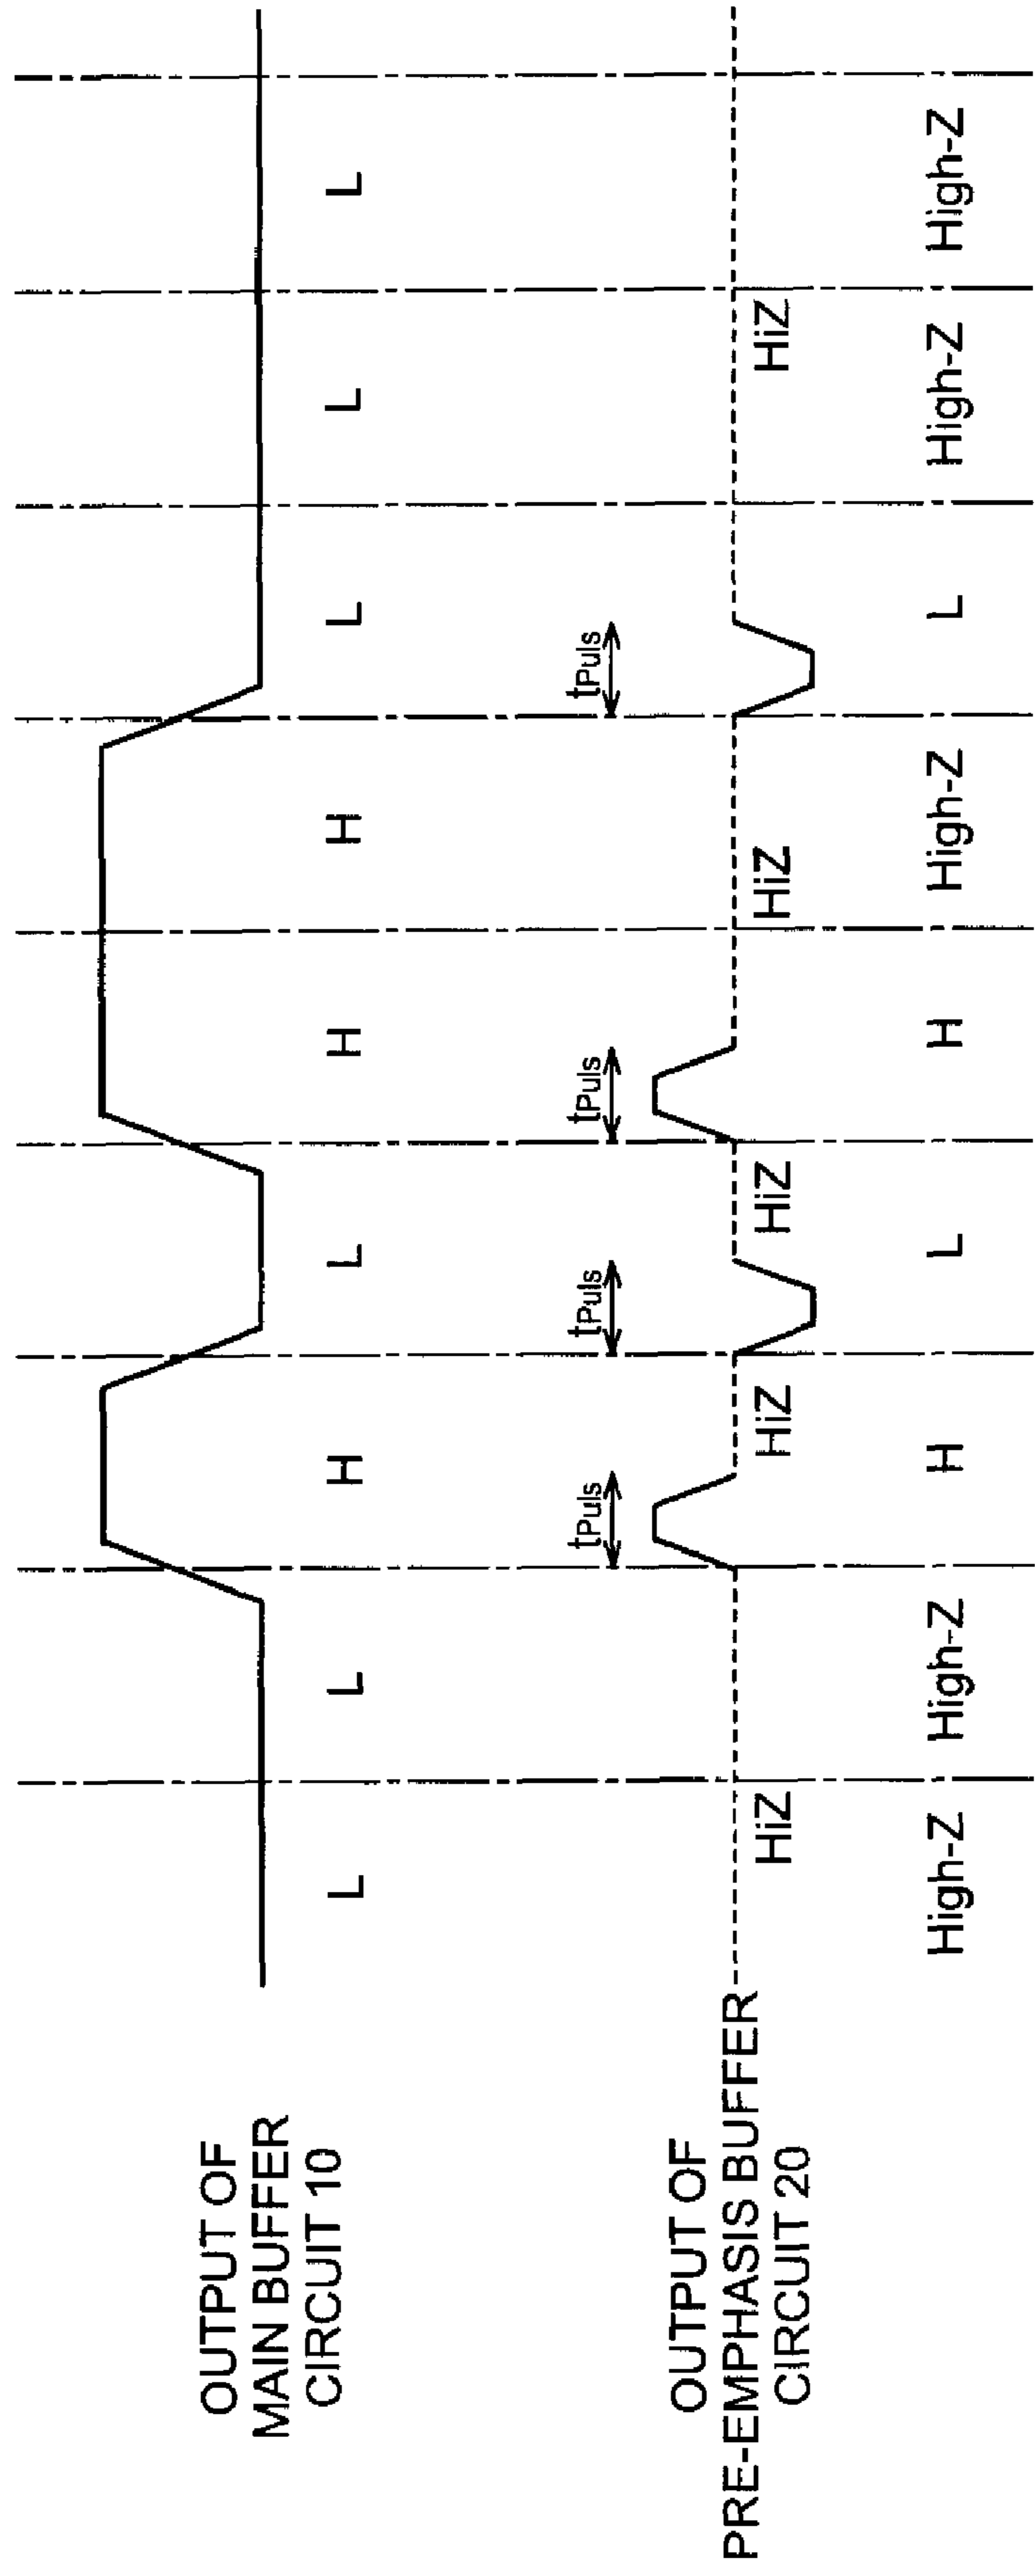 OUTPUT OF
MAIN BUFFER
CIRCUIT 10
L L H L H H L L L
tPuls tPuls tPuls tPuls
OUTPUT OF
PRE-EMPHASIS BUFFER
CIRCUIT 20
HiZ HiZ HiZ HiZ HiZ
High-Z High-Z H L H High-Z L High-Z High-Z